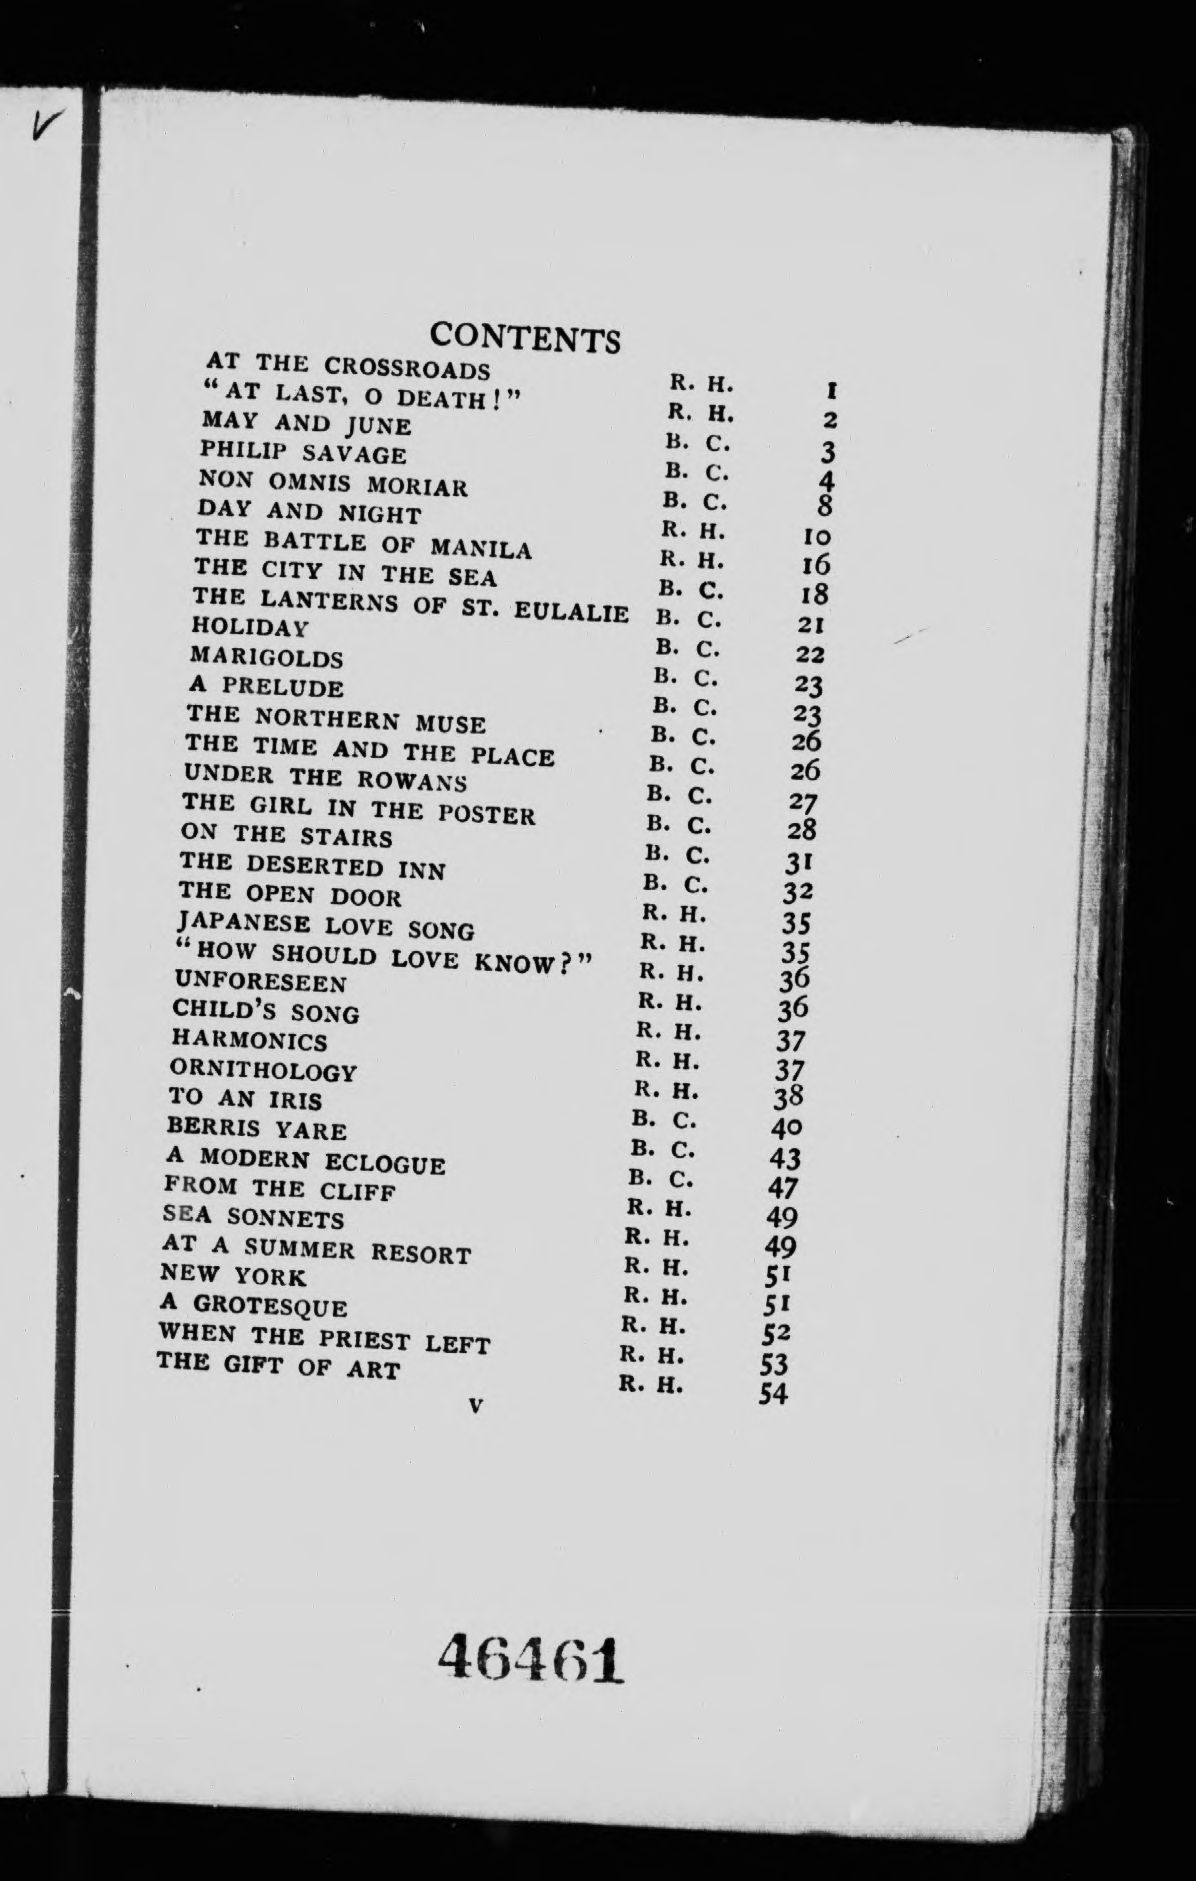 V
CONTENTS
AT THE CROSSROADS R. H. 1
"AT LAST, O DEATH!" R. H. 2
MAY AND JUNE B. C. 3
PHILIP SAVAGE B. C. 4
NON OMNIS MORIAR B. C. 8
DAY AND NIGHT R. H. 10
THE BATTLE OF MANILA R. H. 16
THE CITY IN THE SEA B. C. 18
THE LANTERNS OF ST. EULALIE B. C. 21
HOLIDAY B. C. 22
MARIGOLDS B. C. 23
A PRELUDE B. C. 23
THE NORTHERN MUSE B. C. 26
THE TIME AND THE PLACE B. C. 26
UNDER THE ROWANS B. C. 27
THE GIRL IN THE POSTER B. C. 28
ON THE STAIRS B. C. 31
THE DESERTED INN B. C. 32
THE OPEN DOOR R. H. 35
JAPANESE LOVE SONG R. H. 35
"HOW SHOULD LOVE KNOW?" R. H. 36
UNFORESEEN R. H. 36
CHILD'S SONG R. H. 37
HARMONICS R. H. 37
ORNITHOLOGY R. H. 38
TO AN IRIS B. C. 40
BERRIS YARE B. C. 43
A MODERN ECLOGUE B. C. 47
FROM THE CLIFF R. H. 49
SEA SONNETS R. H. 49
AT A SUMMER RESORT R. H. 51
NEW YORK R. H. 51
A GROTESQUE R. H. 52
WHEN THE PRIEST LEFT R. H. 53
THE GIFT OF ART R. H. 54
v
46461